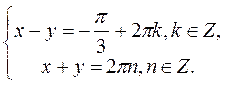 x − y = −π/3 + 2πk, k ∈ Z,
x + y = 2πn, n ∈ Z.